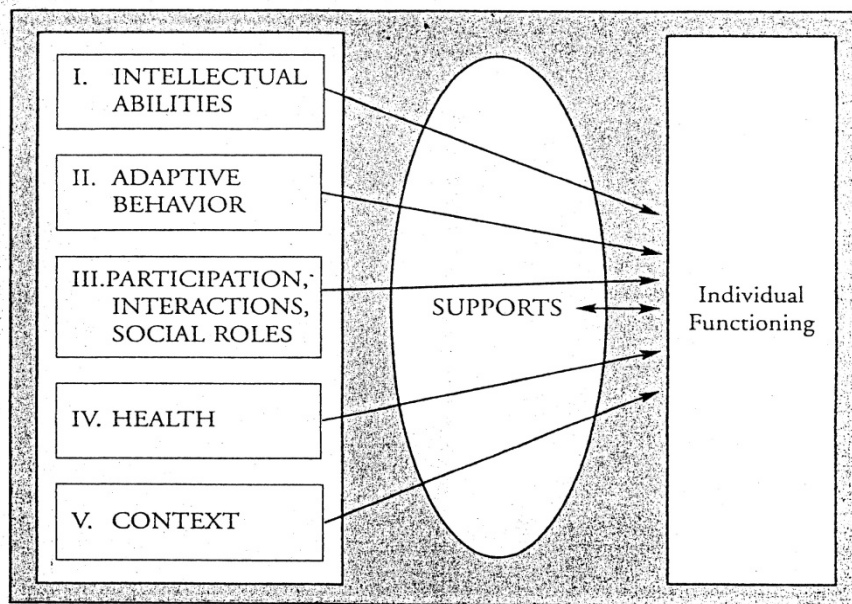 I. INTELLECTUAL
ABILITIES
II. ADAPTIVE
BEHAVIOR
III.PARTICIPATION,
INTERACTIONS,
SOCIAL ROLES
IV. HEALTH
V. CONTEXT
SUPPORTS
Individual
Functioning